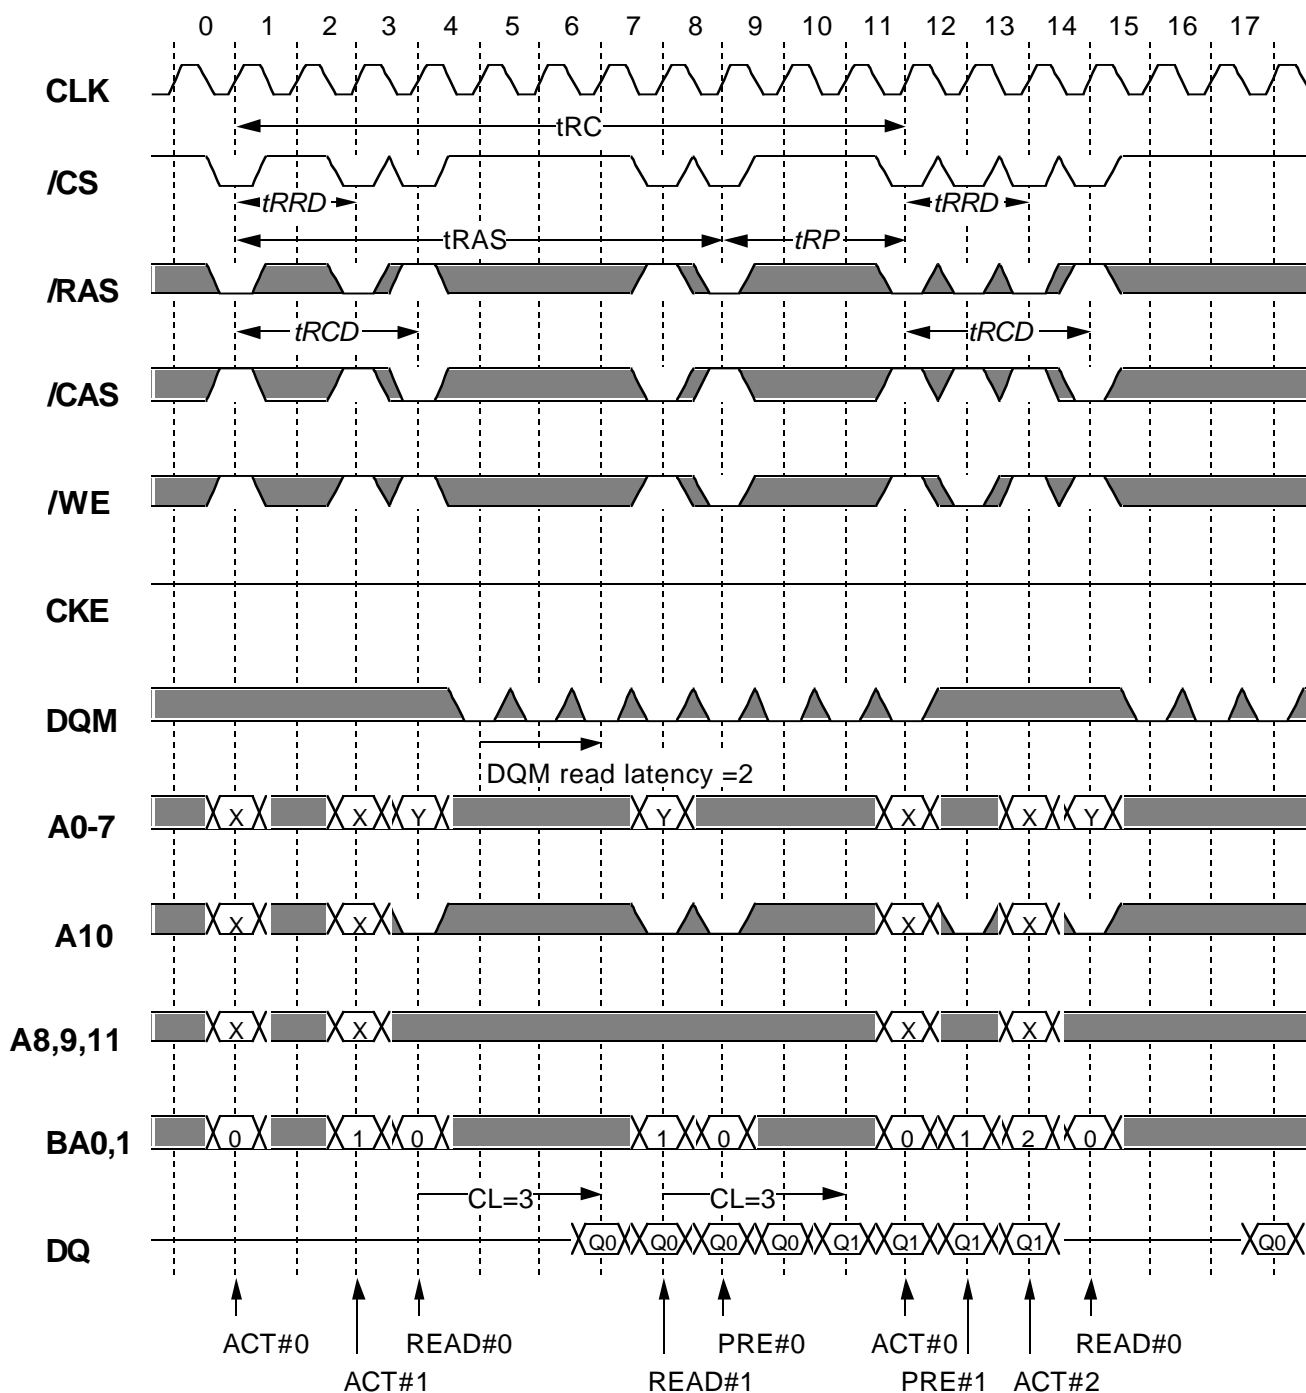 0 1 2 3 4 5 6 7 8 9 10 11 12 13 14 15 16 17
CLK
tRC
/CS
tRRD tRRD
tRAS tRP
/RAS
tRCD tRCD
/CAS
/WE
CKE
DQM
DQM read latency =2
A0-7 X X Y Y X X Y
A10 X X X X
A8,9,11 X X X X
BA0,1 0 1 0 1 0 0 1 2 0
CL=3 CL=3
DQ Q0 Q0 Q0 Q0 Q1 Q1 Q1 Q1 Q0
ACT#0 READ#0 PRE#0 ACT#0 READ#0
ACT#1 READ#1 PRE#1 ACT#2